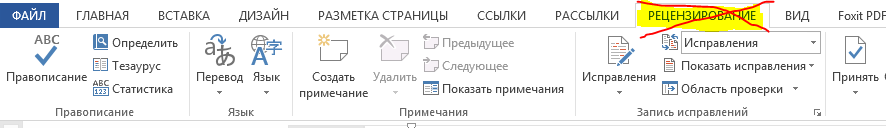 ФАЙЛ ГЛАВНАЯ ВСТАВКА ДИЗАЙН РАЗМЕТКА СТРАНИЦЫ ССЫЛКИ РАССЫЛКИ РЕЦЕНЗИРОВАНИЕ ВИД Foxit PDF
ABC
Правописание
Определить
Тезаурус
ABC
123
Статистика
Правописание
Перевод
Язык
Язык
Создать
примечание
Удалить
Предыдущее
Следующее
Показать примечания
Примечания
Исправления
Исправления
Показать исправления
Область проверки
Запись исправлений
Принять